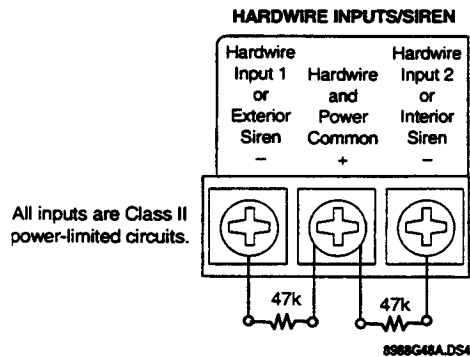 HARDWIRE INPUTS/SIREN
Hardwire
Input 1
or
Exterior
Siren
–
Hardwire
and
Power
Common
+
Hardwire
Input 2
or
Interior
Siren
–
All inputs are Class II
power-limited circuits.
47k
47k
8988G48A.DS4